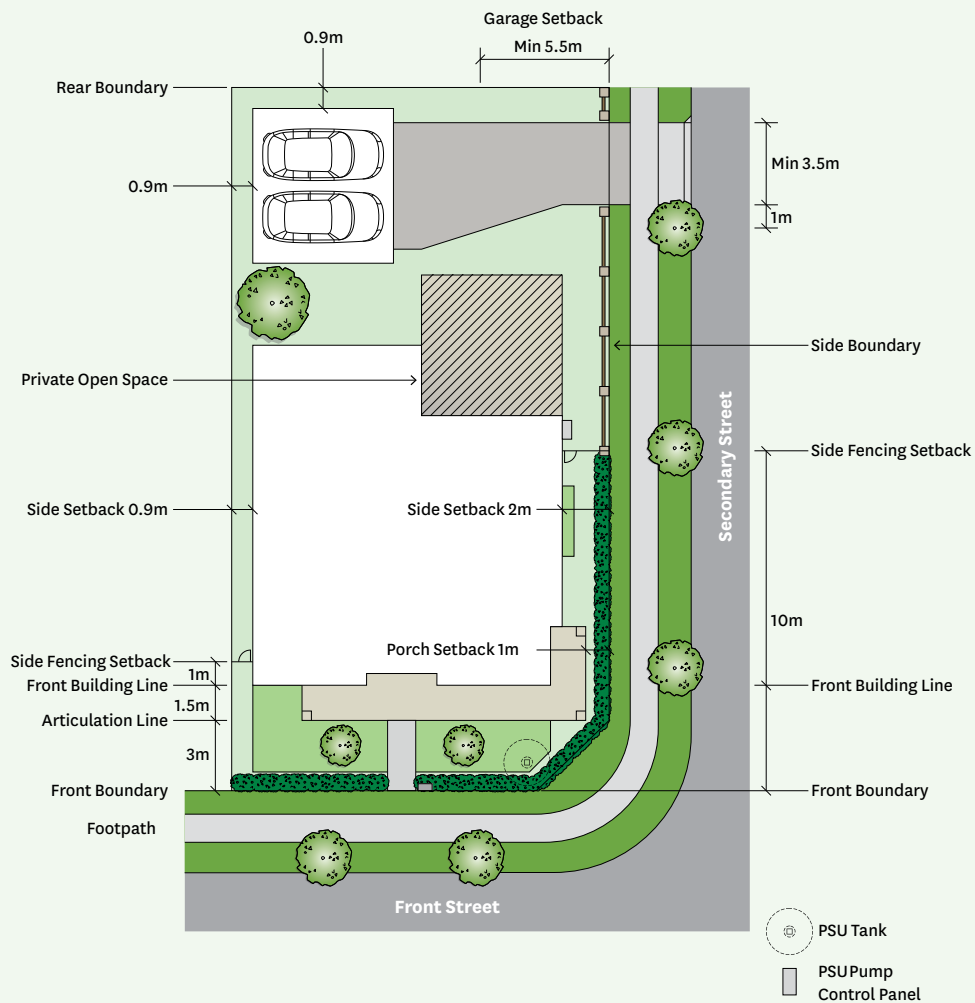 Garage Setback
0.9m
Min 5.5m
Rear Boundary
0.9m
Min 3.5m
1m
Side Boundary
Private Open Space
Secondary Street
Side Fencing Setback
Side Setback 0.9m
Side Setback 2m
10m
Porch Setback 1m
Side Fencing Setback
1m
Front Building Line
Front Building Line
1.5m
Articulation Line
3m
Front Boundary
Front Boundary
Footpath
Front Street
PSU Tank
PSU Pump
Control Panel